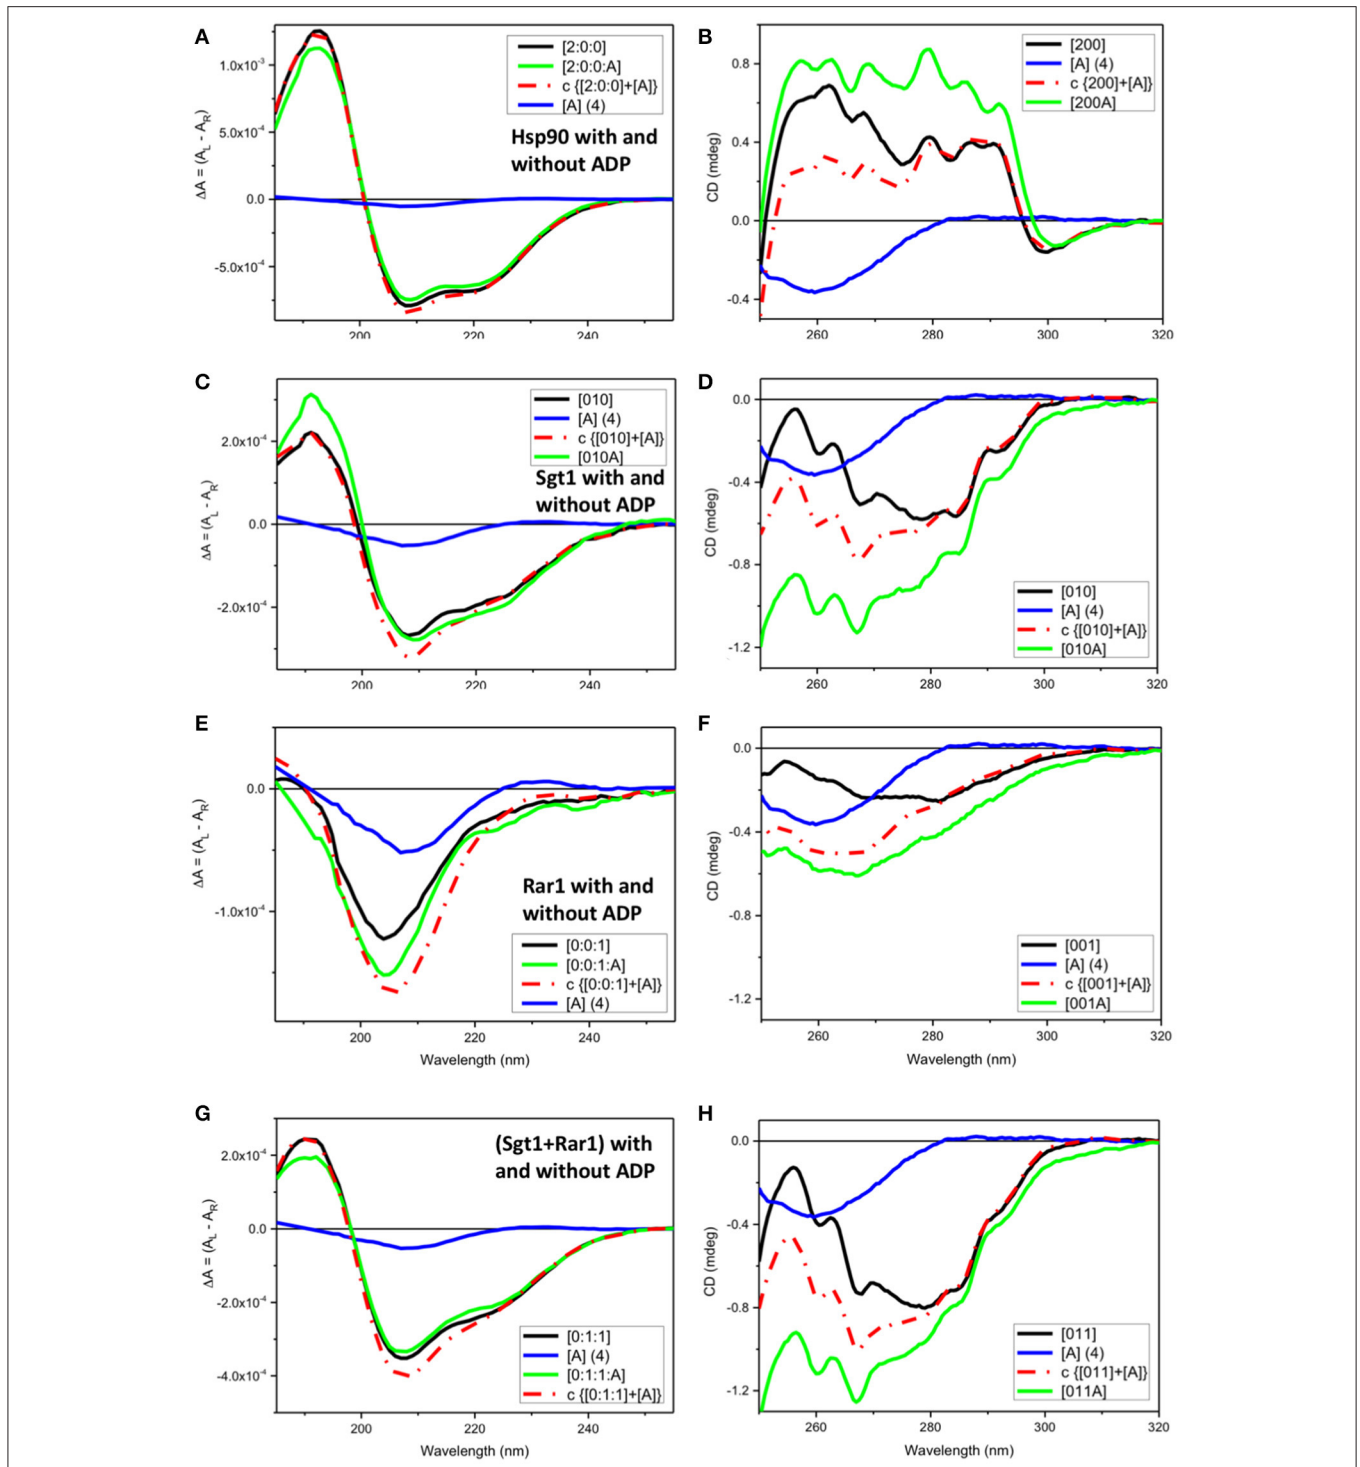 A
ΔA = (A_L - A_R)
1.0x10⁻³
5.0x10⁻⁴
0.0
-5.0x10⁻⁴
200
220
240
[2:0:0]
[2:0:0:A]
c {[2:0:0]+[A]}
[A] (4)
Hsp90 with and
without ADP
B
CD (mdeg)
0.8
0.4
0.0
-0.4
260
280
300
320
[200]
[A] (4)
c {200]+[A]}
[200A]
C
ΔA = (A_L - A_R)
2.0x10⁻⁴
0.0
-2.0x10⁻⁴
200
220
240
[010]
[A] (4)
c {[010]+[A]}
[010A]
Sgt1 with and
without ADP
D
CD (mdeg)
0.0
-0.4
-0.8
-1.2
260
280
300
320
[010]
[A] (4)
c {[010]+[A]}
[010A]
E
ΔA = (A_L - A_R)
0.0
-1.0x10⁻⁴
200
220
240
Wavelength (nm)
Rar1 with and
without ADP
[0:0:1]
[0:0:1:A]
c {[0:0:1]+[A]}
[A] (4)
F
CD (mdeg)
0.0
-0.4
-0.8
-1.2
260
280
300
320
Wavelength (nm)
[001]
[A] (4)
c {[001]+[A]}
[001A]
G
ΔA = (A_L - A_R)
2.0x10⁻⁴
0.0
-2.0x10⁻⁴
-4.0x10⁻⁴
200
220
240
Wavelength (nm)
(Sgt1+Rar1) with
and without ADP
[0:1:1]
[A] (4)
[0:1:1:A]
c {[0:1:1]+[A]}
H
CD (mdeg)
0.0
-0.4
-0.8
-1.2
260
280
300
320
Wavelength (nm)
[011]
[A] (4)
c {[011]+[A]}
[011A]